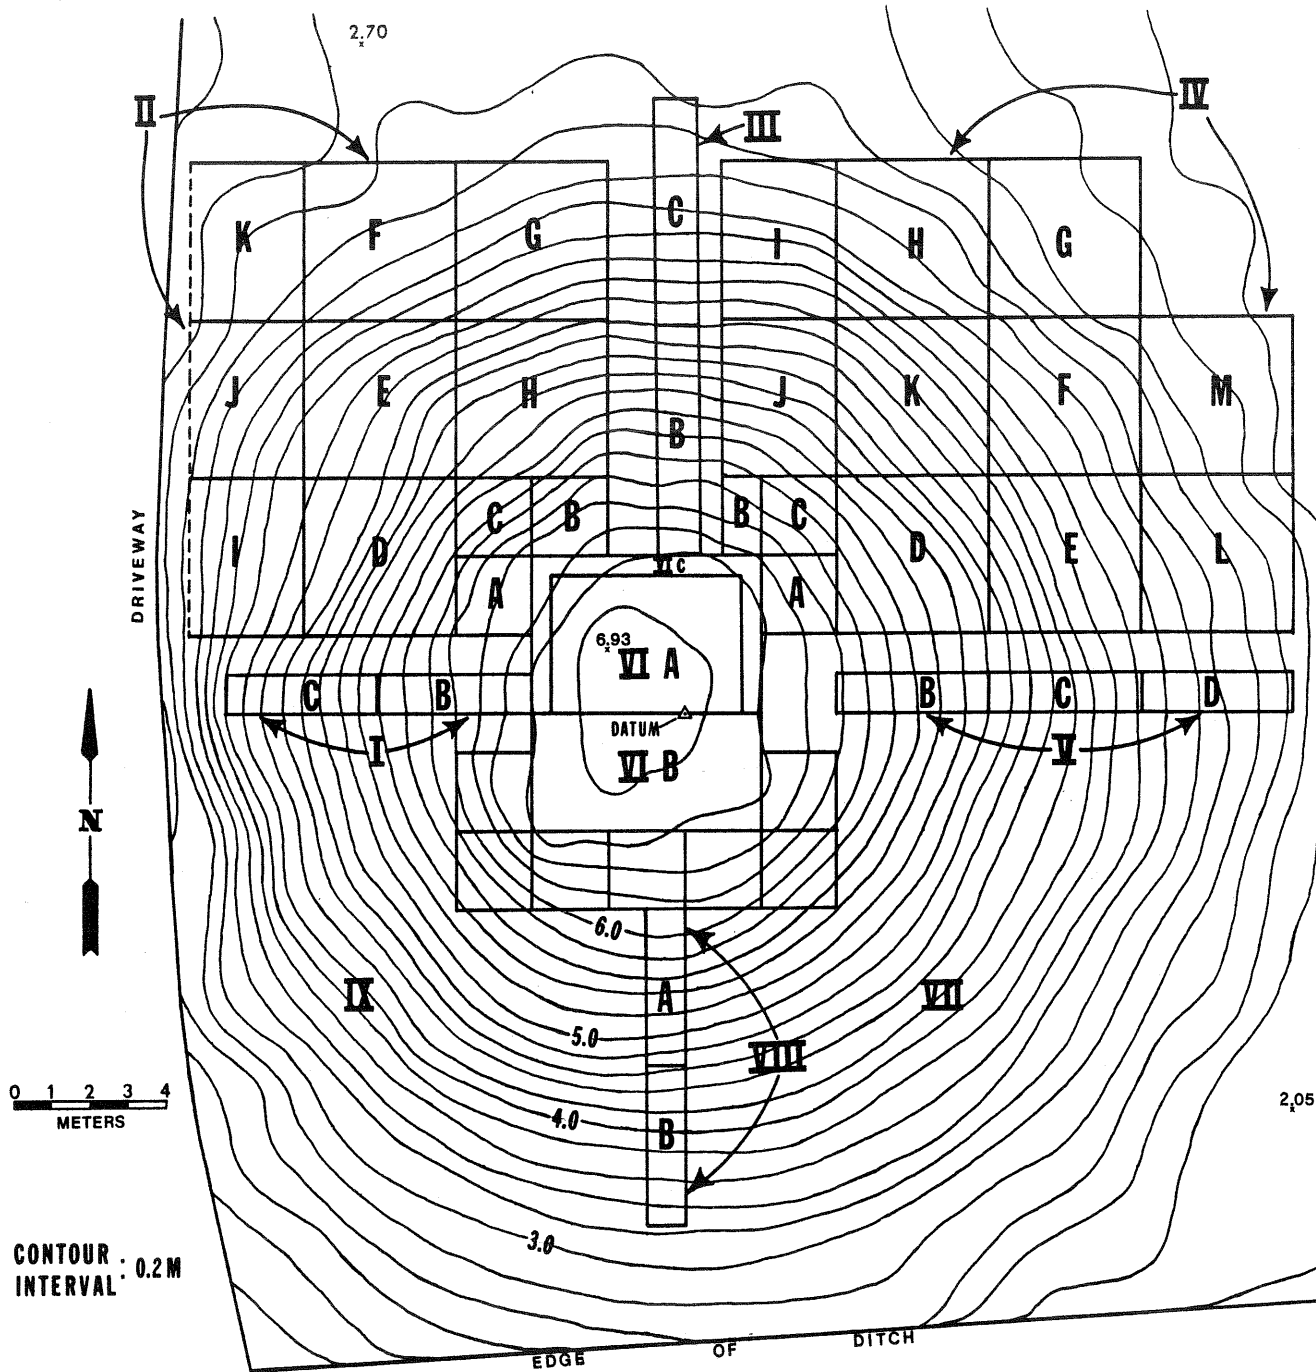 2.70
II
IV
III
C
K
F
G
I
H
G
J
E
H
J
K
F
M
B
C
B
B
C
I
D
D
E
L
VI C
A
A
6.93
VI A
DRIVEWAY
C
B
B
C
D
DATUM
I
V
VI B
N
6.0
IX
A
VII
5.0
VIII
0 1 2 3 4
METERS
4.0
B
2.05
3.0
CONTOUR
INTERVAL : 0.2 M
EDGE OF DITCH